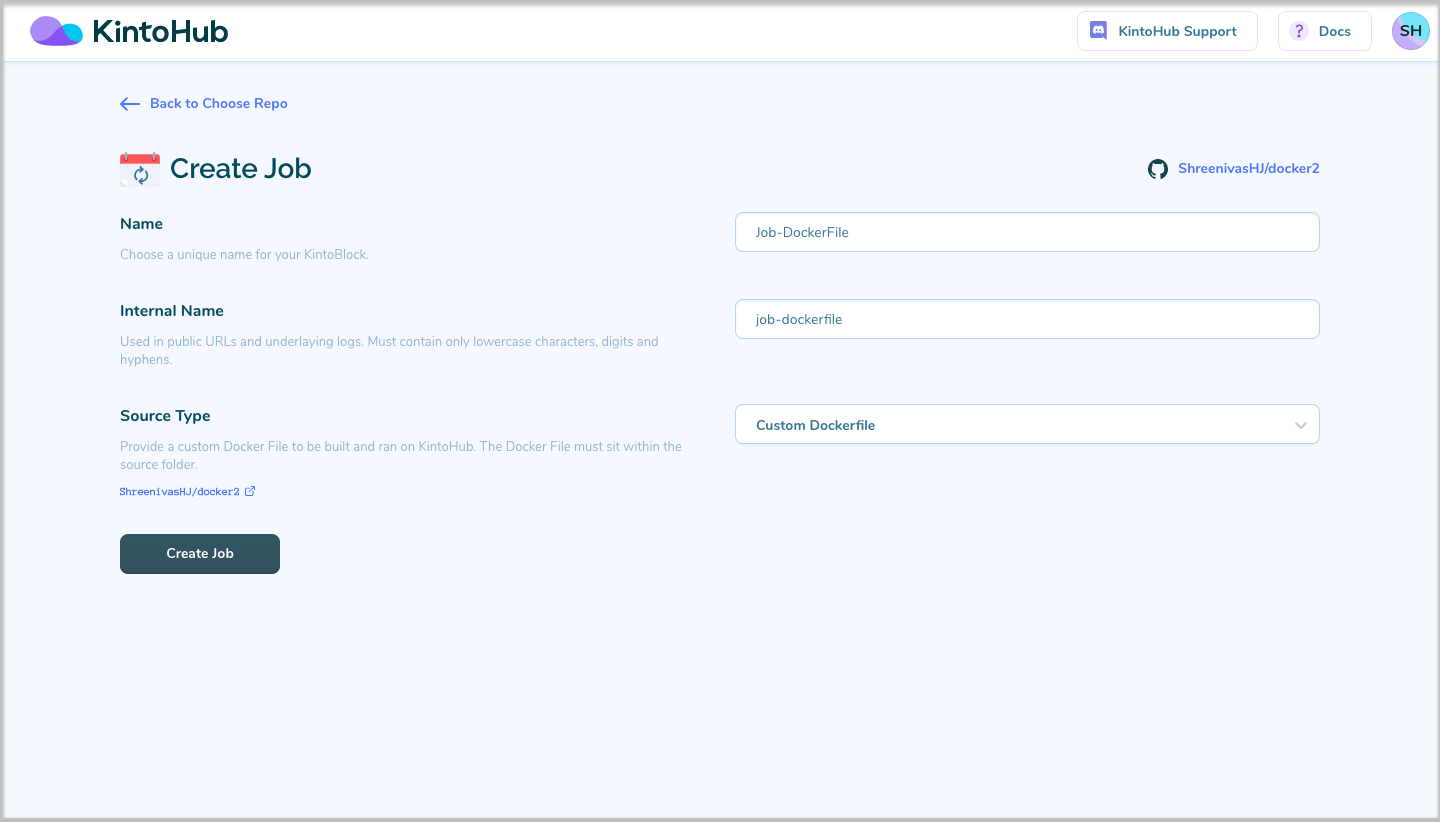 KintoHub
KintoHub Support
? Docs
SH
Back to Choose Repo
Create Job
ShreenivasHJ/docker2
Name
Job-DockerFile
Choose a unique name for your KintoBlock.
Internal Name
job-dockerfile
Used in public URLs and underlaying logs. Must contain only lowercase characters, digits and
hyphens.
Source Type
Custom Dockerfile
Provide a custom Docker File to be built and ran on KintoHub. The Docker File must sit within the
source folder.
ShreenivasHJ/docker2
Create Job